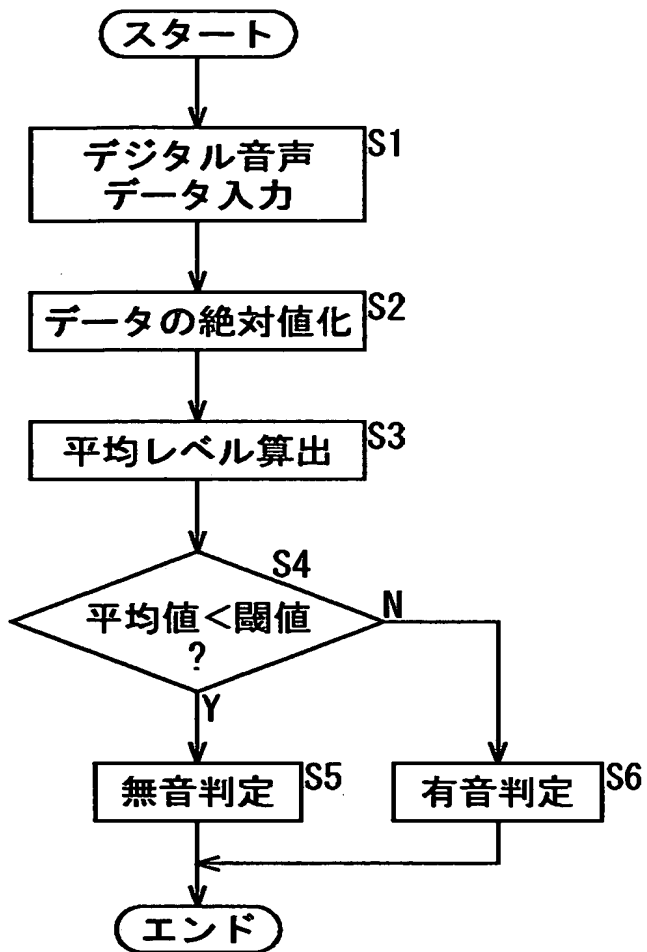 スタート
デジタル音声
データ入力
S1
データの絶対値化
S2
平均レベル算出
S3
S4
平均値<閾値
?
N
Y
無音判定
S5
有音判定
S6
エンド